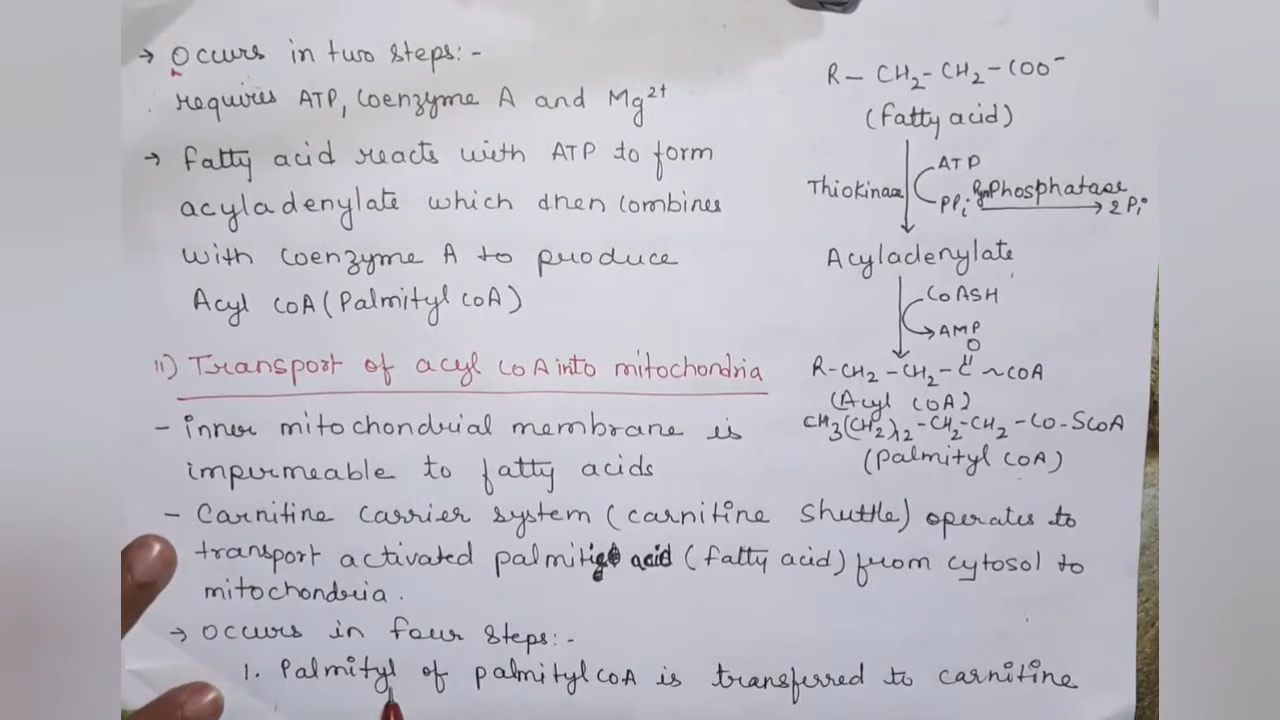 → Occurs in two steps:-
requires ATP, Coenzyme A and Mg²⁺
→ Fatty acid reacts with ATP to form
acyladenylate which then combines
with coenzyme A to produce
Acyl COA (Palmityl COA)
ii) Transport of acyl COA into mitochondria
- inner mitochondrial membrane is
impermeable to fatty acids
- Carnitine carrier system (carnitine shuttle) operates to
transport activated palmitic acid (fatty acid) from cytosol to
mitochondria.
→ Occurs in four steps:-
1. Palmityl of palmityl COA is transferred to carnitine
R - CH₂ - CH₂ - COO⁻
(Fatty acid)
Thiokinase
ATP
PPi Pyrophosphatase → 2Pi
Acyladenylate
COASH
AMP
O
R-CH₂ -CH₂ -C ~COA
(Acyl COA)
CH₃(CH₂)₁₂ -CH₂-CH₂ -CO-SCOA
(Palmityl COA)